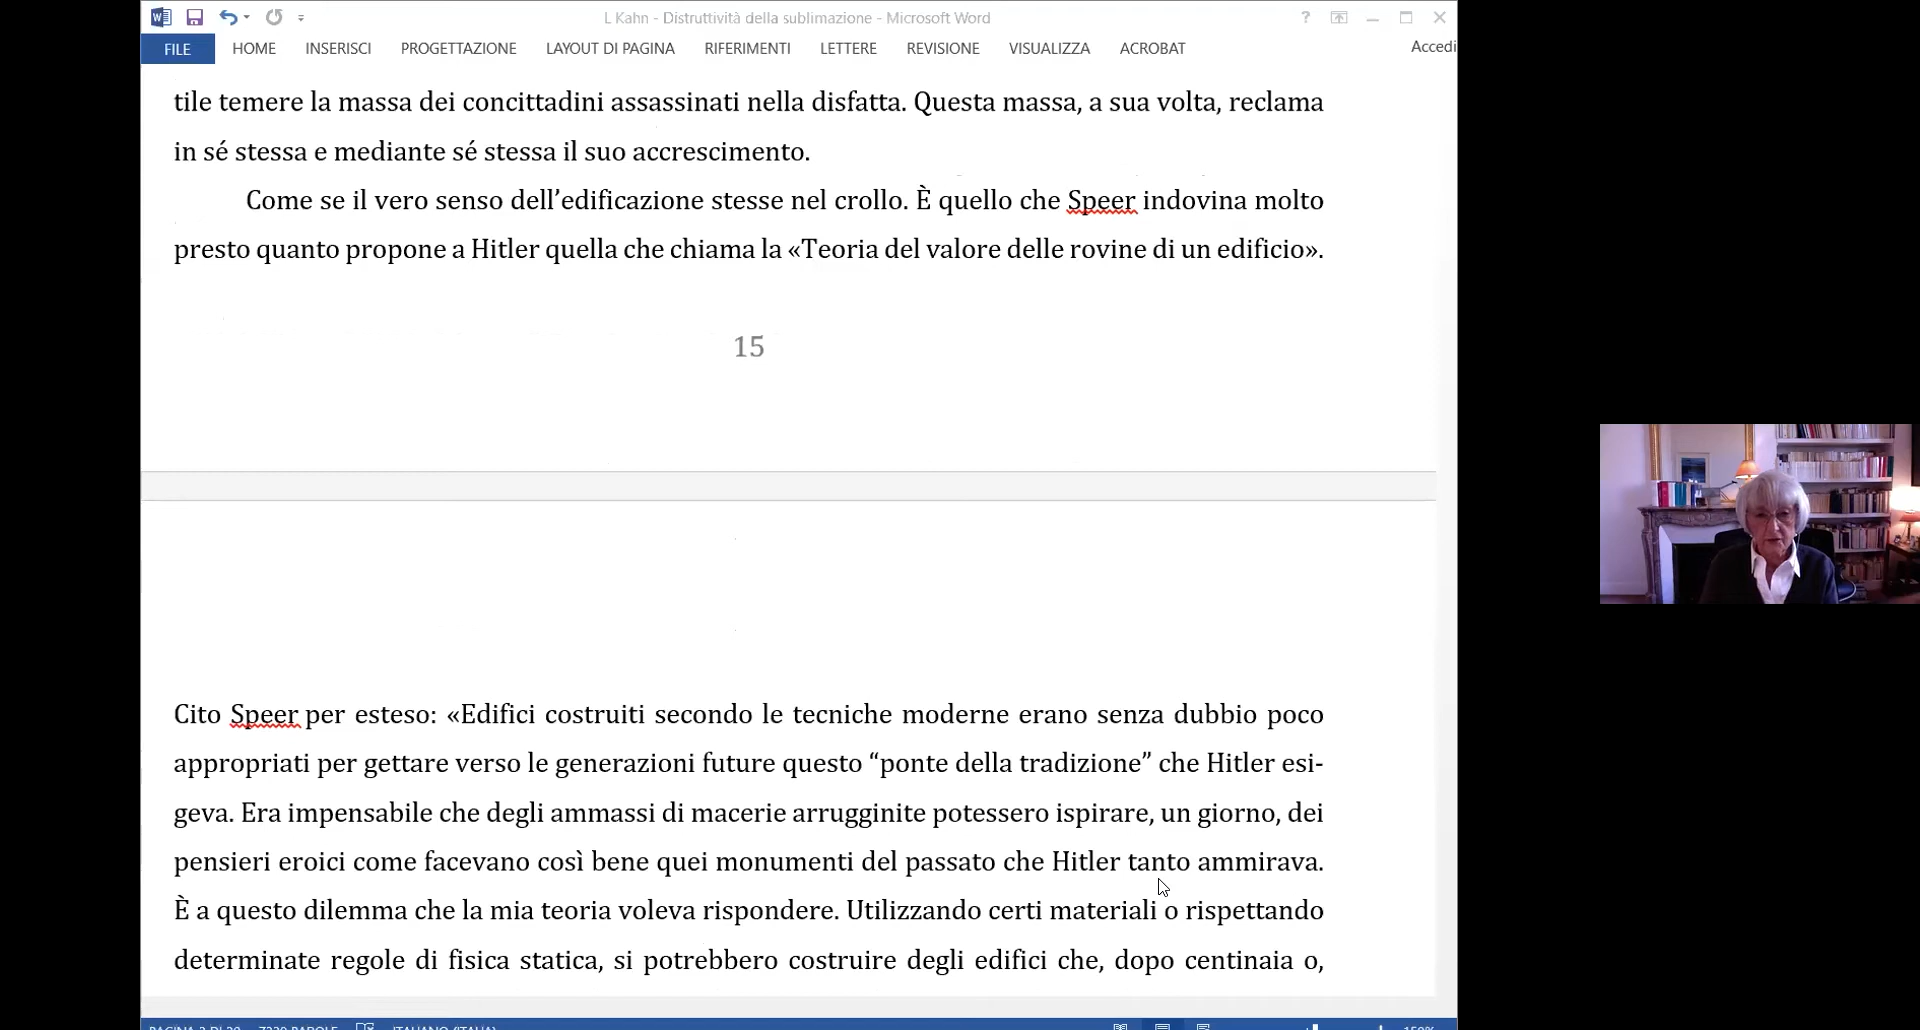 L Kahn - Distruttività della sublimazione - Microsoft Word
?
FILE HOME INSERISCI PROGETTAZIONE LAYOUT DI PAGINA RIFERIMENTI LETTERE REVISIONE VISUALIZZA ACROBAT Accedi
tile temere la massa dei concittadini assassinati nella disfatta. Questa massa, a sua volta, reclama
in sé stessa e mediante sé stessa il suo accrescimento.
Come se il vero senso dell’edificazione stesse nel crollo. È quello che Speer indovina molto
presto quanto propone a Hitler quella che chiama la «Teoria del valore delle rovine di un edificio».
15
Cito Speer per esteso: «Edifici costruiti secondo le tecniche moderne erano senza dubbio poco
appropriati per gettare verso le generazioni future questo “ponte della tradizione” che Hitler esi-
geva. Era impensabile che degli ammassi di macerie arrugginite potessero ispirare, un giorno, dei
pensieri eroici come facevano così bene quei monumenti del passato che Hitler tanto ammirava.
È a questo dilemma che la mia teoria voleva rispondere. Utilizzando certi materiali o rispettando
determinate regole di fisica statica, si potrebbero costruire degli edifici che, dopo centinaia o,